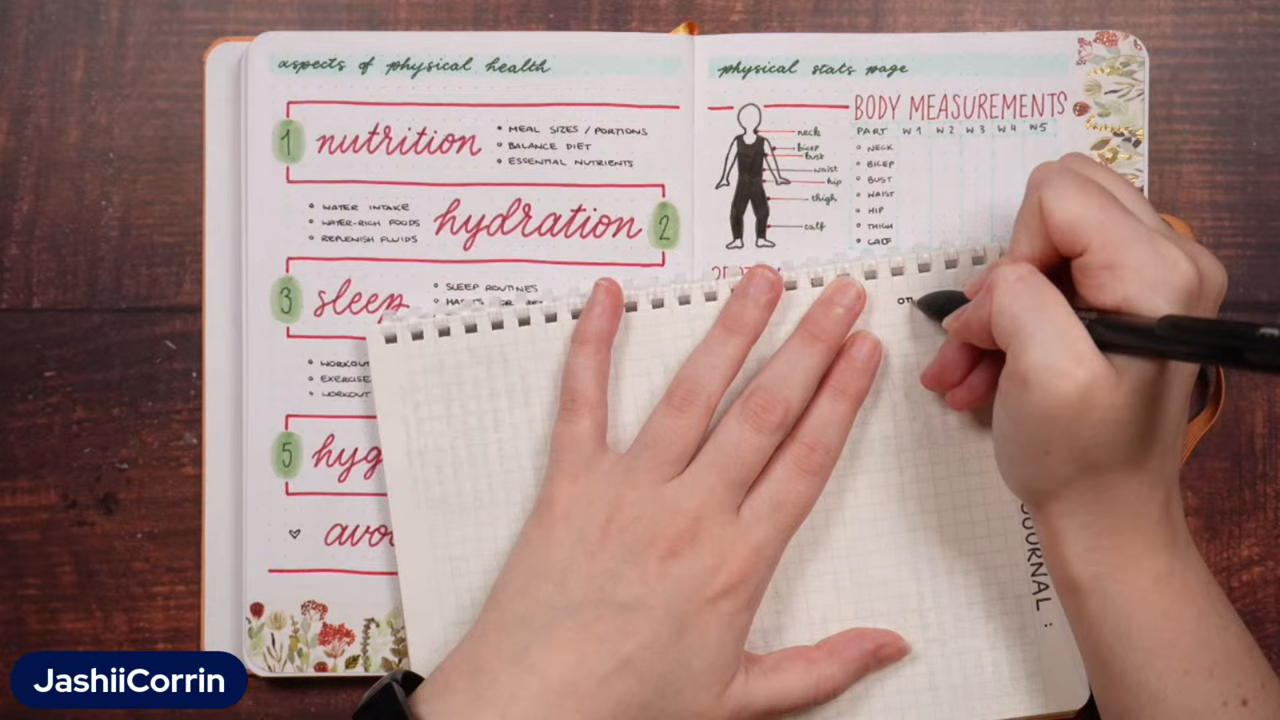 aspects of physical health
1 nutrition
• MEAL SIZES / PORTIONS
• BALANCE DIET
• ESSENTIAL NUTRIENTS
• WATER INTAKE
• WATER-RICH FOODS
• REPLENISH FLUIDS
hydration 2
3 sleep
• SLEEP ROUTINES
• WORKOUT
• EXERCISE
• WORKOUT
5 hyg
♡ avo
physical stats page
neck
bicep
bust
waist
hip
thigh
calf
BODY MEASUREMENTS
PART W1 W2 W3 W4 W5
○ NECK
○ BICEP
○ BUST
○ WAIST
○ HIP
○ THIGH
○ CALF
OT
JOURNAL :
JashiiCorrin